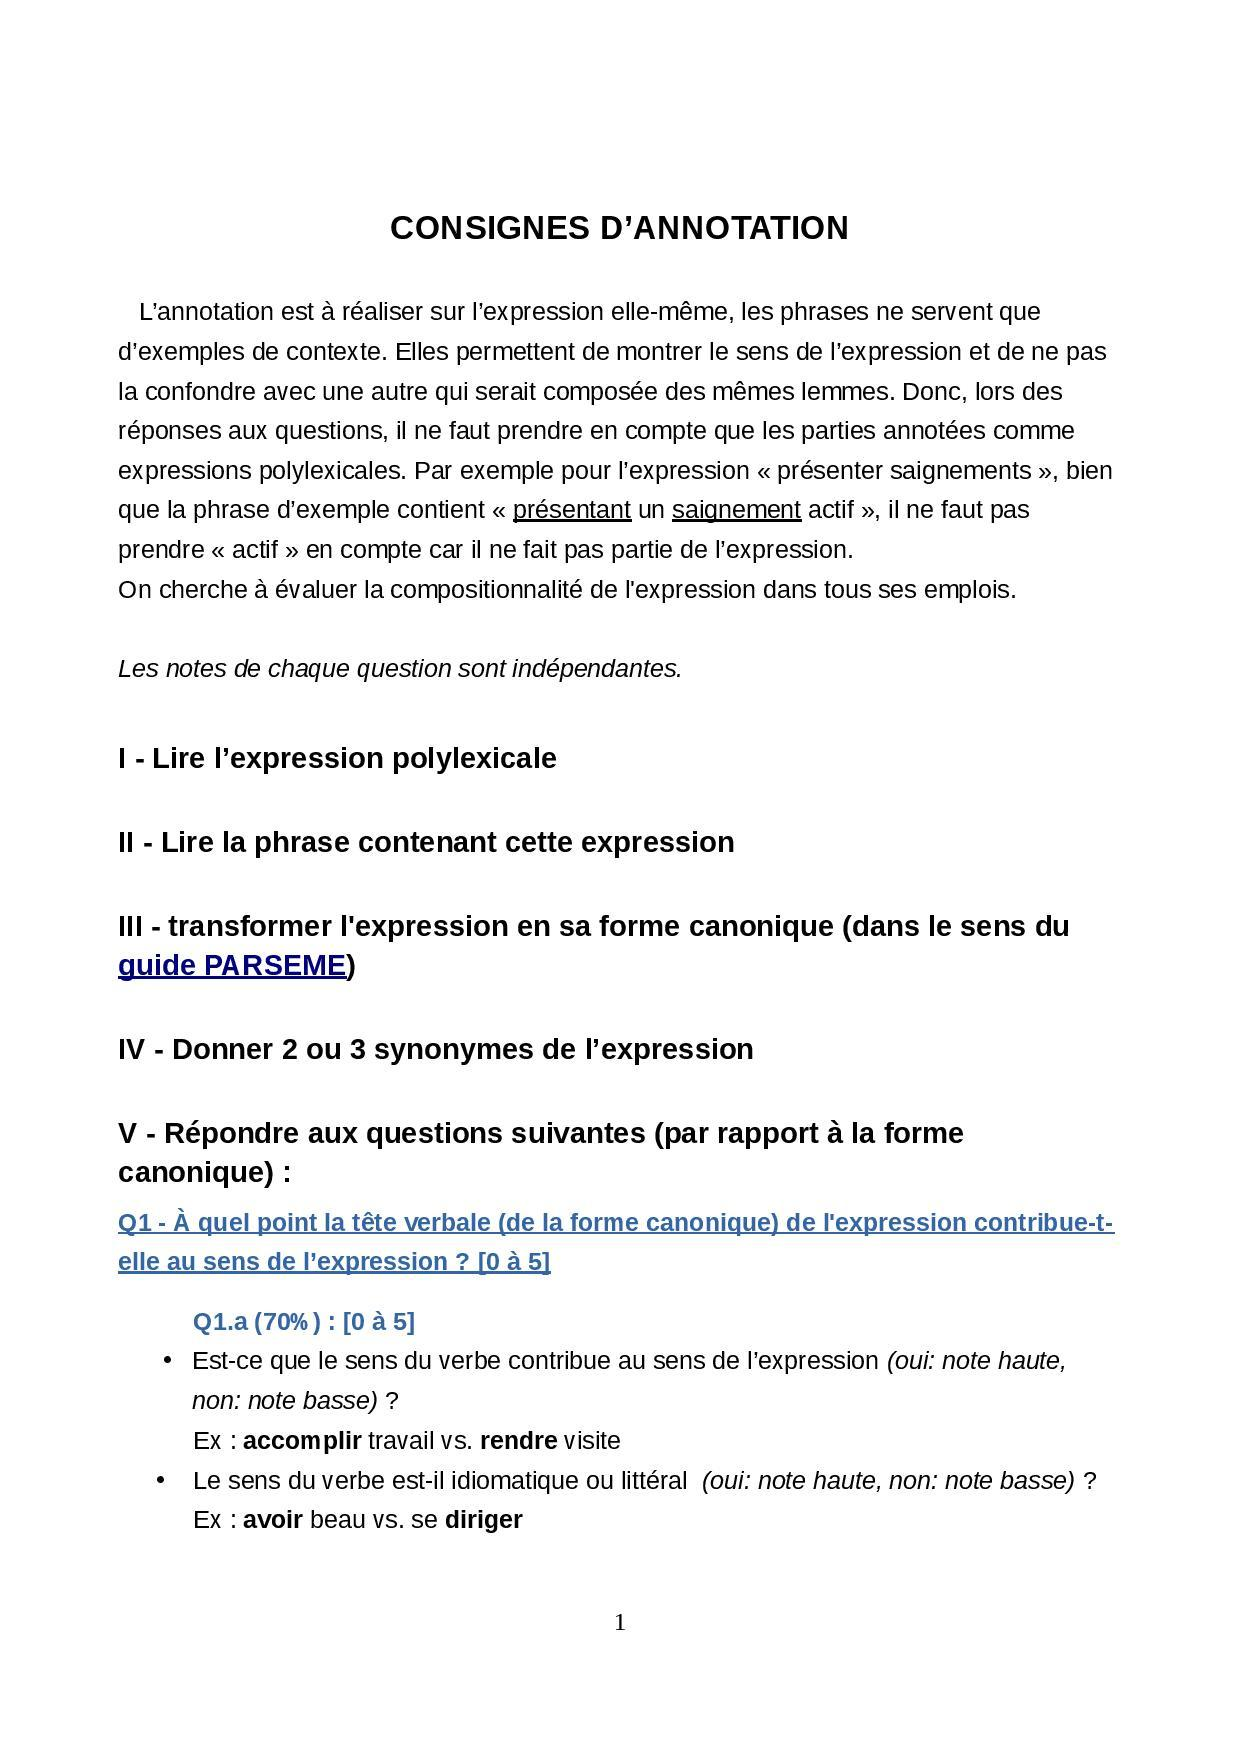 CONSIGNES D’ANNOTATION
L’annotation est à réaliser sur l’expression elle-même, les phrases ne servent que
d’exemples de contexte. Elles permettent de montrer le sens de l’expression et de ne pas
la confondre avec une autre qui serait composée des mêmes lemmes. Donc, lors des
réponses aux questions, il ne faut prendre en compte que les parties annotées comme
expressions polylexicales. Par exemple pour l’expression « présenter saignements », bien
que la phrase d’exemple contient « présentant un saignement actif », il ne faut pas
prendre « actif » en compte car il ne fait pas partie de l’expression.
On cherche à évaluer la compositionnalité de l'expression dans tous ses emplois.
Les notes de chaque question sont indépendantes.
I - Lire l’expression polylexicale
II - Lire la phrase contenant cette expression
III - transformer l'expression en sa forme canonique (dans le sens du
guide PARSEME)
IV - Donner 2 ou 3 synonymes de l’expression
V - Répondre aux questions suivantes (par rapport à la forme
canonique) :
Q1 - À quel point la tête verbale (de la forme canonique) de l'expression contribue-t-
elle au sens de l’expression ? [0 à 5]
Q1.a (70% ) : [0 à 5]
• Est-ce que le sens du verbe contribue au sens de l’expression (oui: note haute,
non: note basse) ?
Ex : accomplir travail vs. rendre visite
• Le sens du verbe est-il idiomatique ou littéral (oui: note haute, non: note basse) ?
Ex : avoir beau vs. se diriger
1